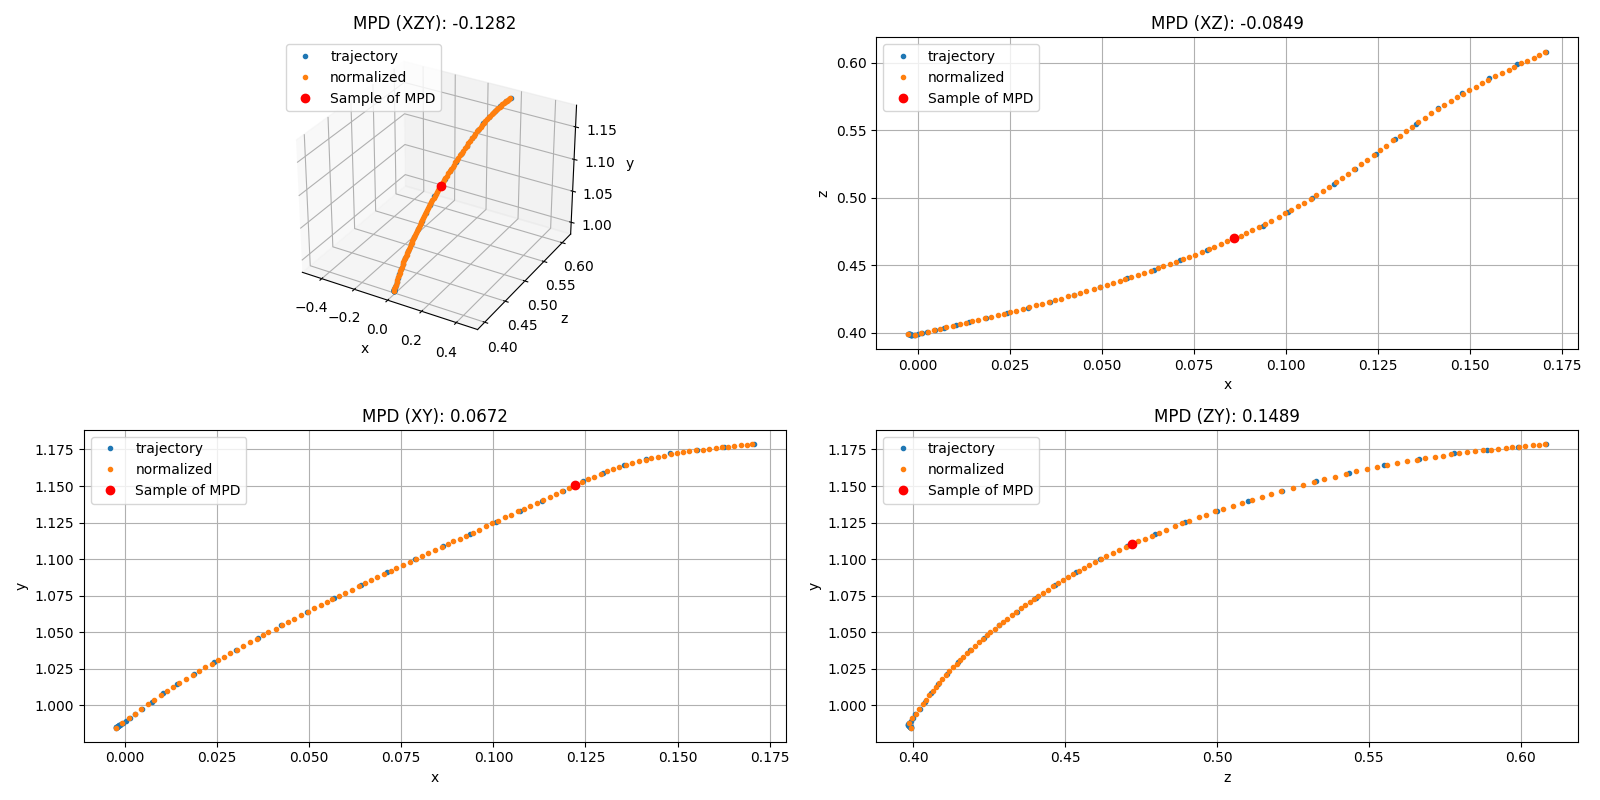 MPD (XZY): -0.1282
trajectory
normalized
Sample of MPD
1.15
1.10
1.05
1.00
y
0.60
0.55
0.50
0.45
0.40
z
−0.4
−0.2
0.0
0.2
0.4
x
MPD (XZ): -0.0849
trajectory
normalized
Sample of MPD
0.60
0.55
0.50
0.45
0.40
z
0.000 0.025 0.050 0.075 0.100 0.125 0.150 0.175
x
MPD (XY): 0.0672
trajectory
normalized
Sample of MPD
1.175
1.150
1.125
1.100
1.075
1.050
1.025
1.000
y
0.000 0.025 0.050 0.075 0.100 0.125 0.150 0.175
x
MPD (ZY): 0.1489
trajectory
normalized
Sample of MPD
1.175
1.150
1.125
1.100
1.075
1.050
1.025
1.000
y
0.40 0.45 0.50 0.55 0.60
z